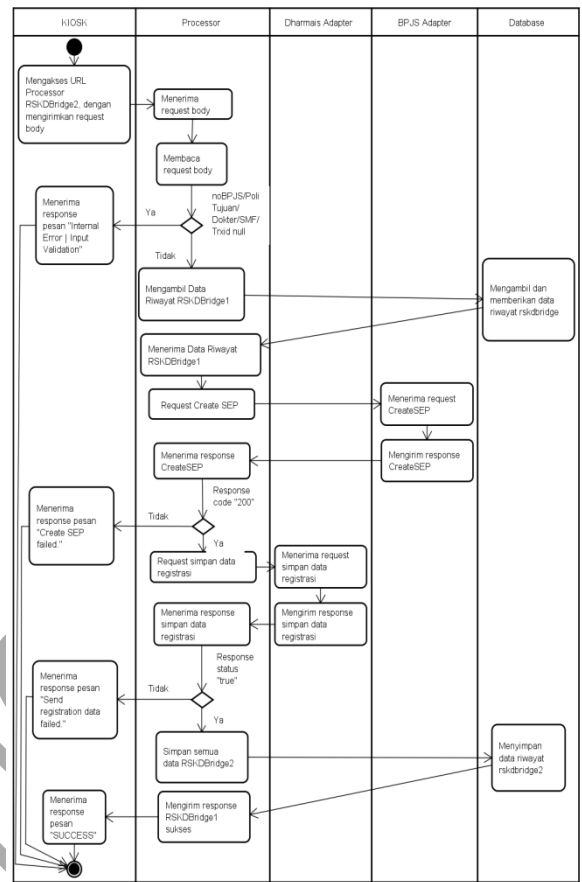 KIOSK
Processor
Dharmais Adapter
BPJS Adapter
Database
Mengakses URL
Processor
RSKDBridge2, dengan
mengirimkan request
body
Menerima
request body
Membaca
request body
noBPJS/Poli
Tujuan/
Dokter/SMF/
Trxid null
Ya
Menerima
response
pesan "Internal
Error | Input
Validation"
Tidak
Mengambil Data
Riwayat RSKDBridge1
Mengambil dan
memberikan data
riwayat rskdbridge
Menerima Data Riwayat
RSKDBridge1
Request Create SEP
Menerima request
CreateSEP
Menerima response
CreateSEP
Mengirim response
CreateSEP
Response
code "200"
Tidak
Menerima
response pesan
"Create SEP
failed."
Ya
Request simpan data
registrasi
Menerima request
simpan data
registrasi
Menerima response
simpan data
registrasi
Mengirim response
simpan data
registrasi
Response
status
"true"
Tidak
Menerima
response pesan
"Send
registration data
failed."
Ya
Simpan semua
data RSKDBridge2
Menyimpan
data riwayat
rskdbridge2
Menerima
response
pesan
"SUCCESS"
Mengirim response
RSKDBridge1
sukses